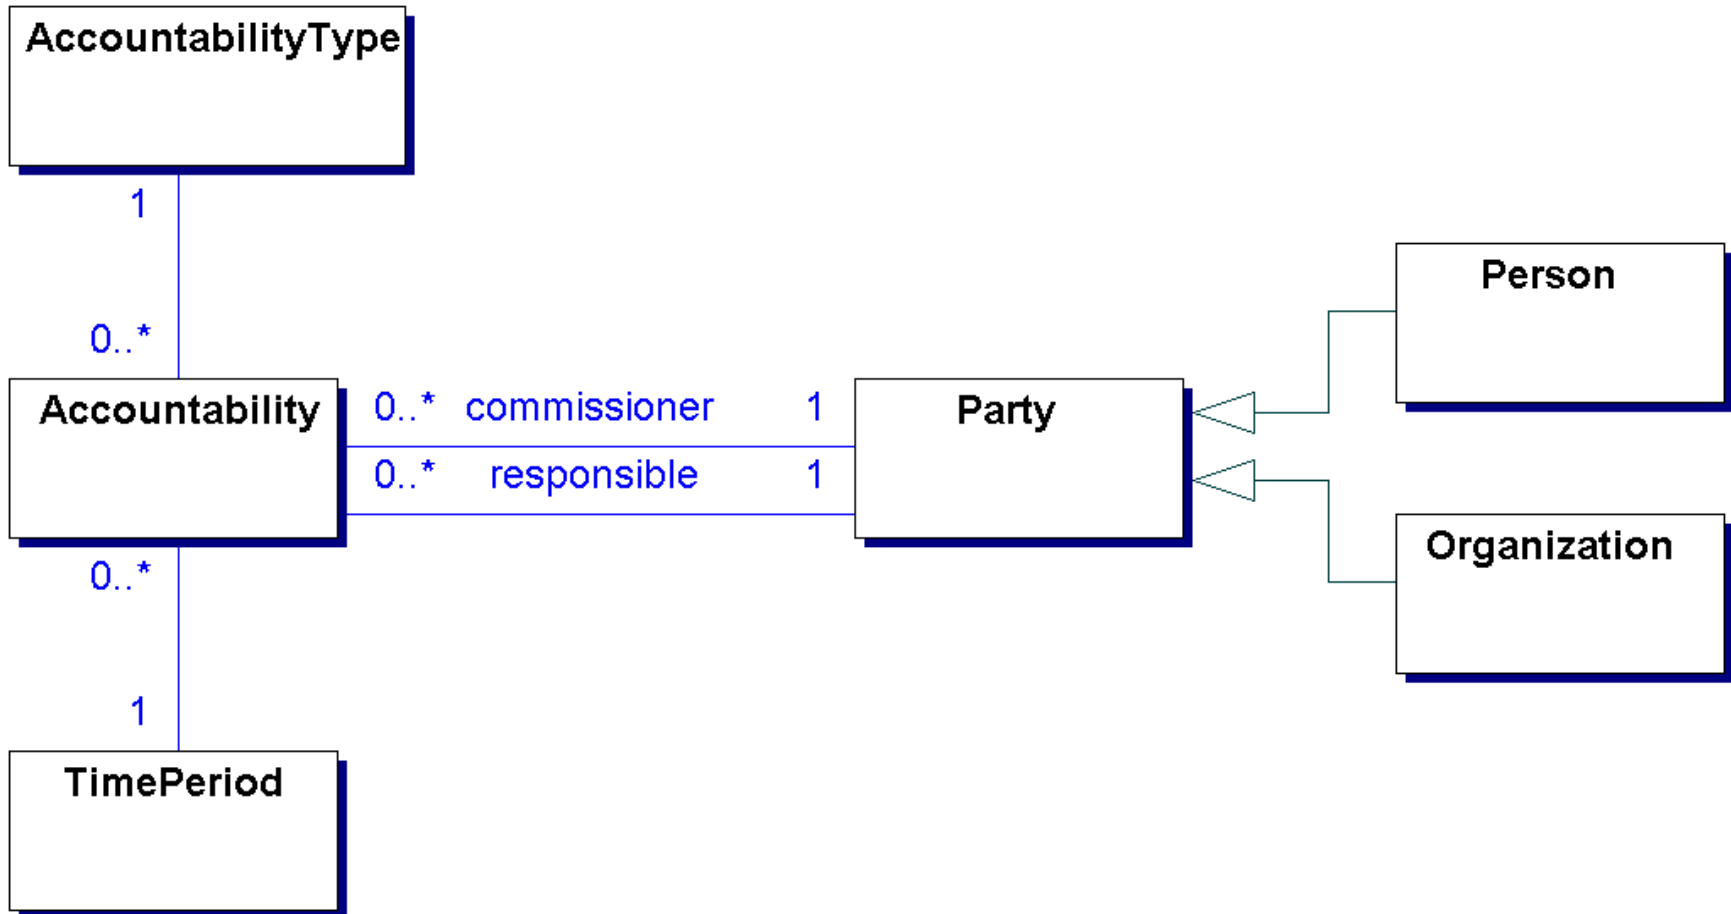 AccountabilityType
1
0..*
Accountability
0..* commissioner 1
0..* responsible 1
Party
Person
Organization
0..*
1
TimePeriod